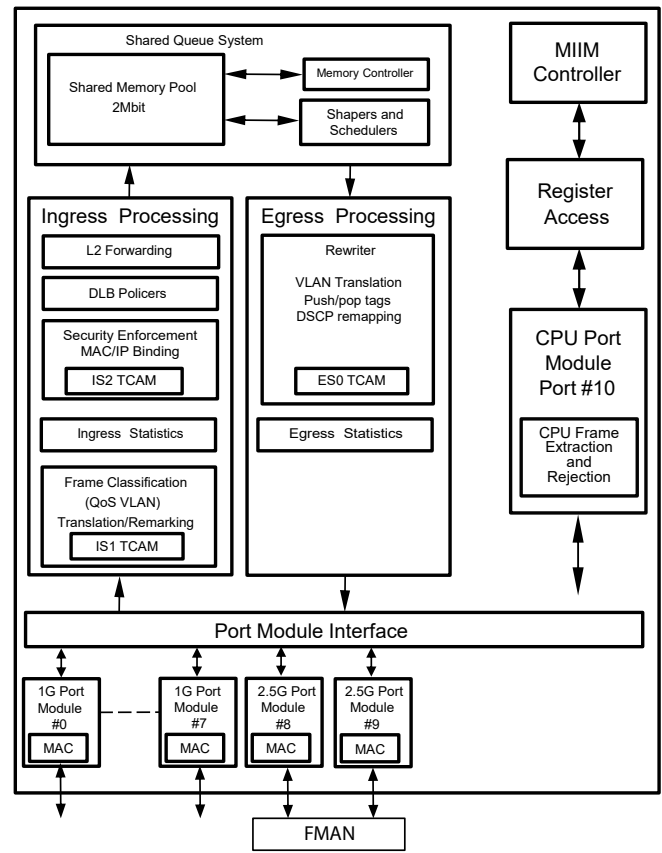 Shared Queue System
Shared Memory Pool
2Mbit
Memory Controller
Shapers and
Schedulers
MIIM
Controller
Register
Access
CPU Port
Module
Port #10
CPU Frame
Extraction
and
Rejection
Ingress Processing
L2 Forwarding
DLB Policers
Security Enforcement
MAC/IP Binding
IS2 TCAM
Ingress Statistics
Frame Classification
(QoS VLAN)
Translation/Remarking
IS1 TCAM
Egress Processing
Rewriter
VLAN Translation
Push/pop tags
DSCP remapping
ES0 TCAM
Egress Statistics
Port Module Interface
1G Port
Module
#0
MAC
1G Port
Module
#7
MAC
2.5G Port
Module
#8
MAC
2.5G Port
Module
#9
MAC
FMAN